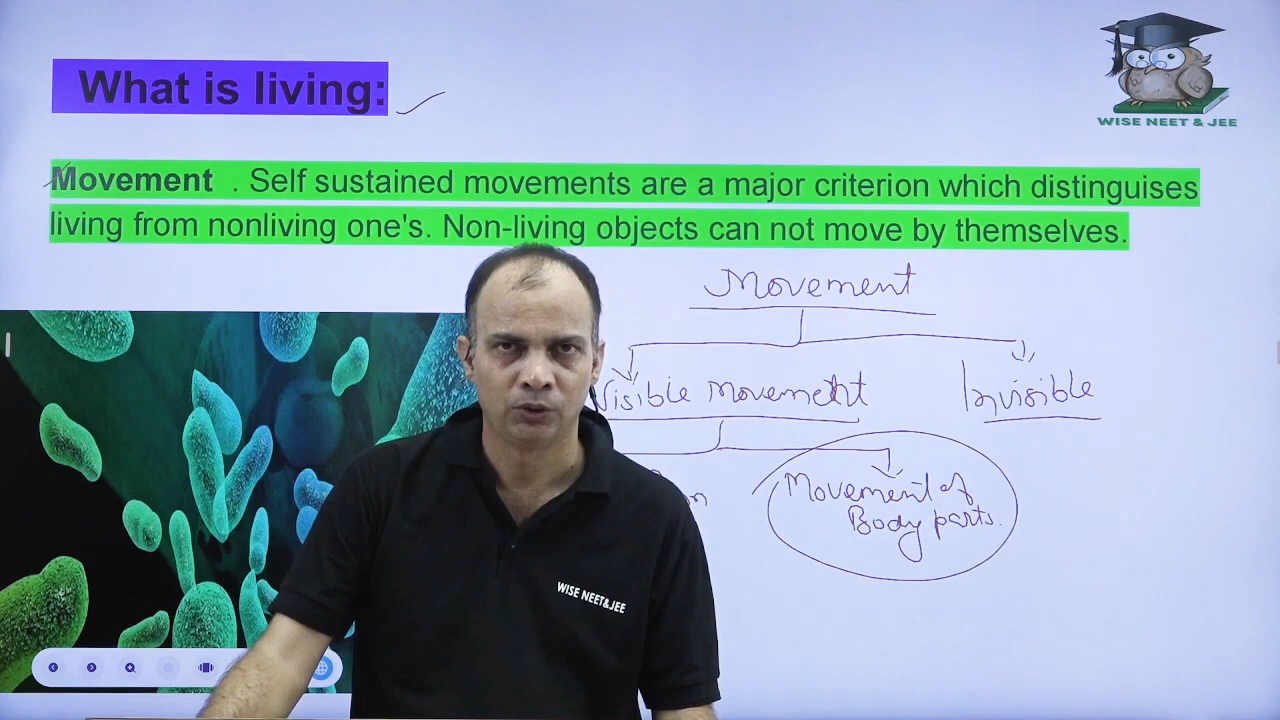 What is living:
WISE NEET & JEE
Movement . Self sustained movements are a major criterion which distinguises
living from nonliving one's. Non-living objects can not move by themselves.
Movement
Visible Movement
Invisible
Movement of
Body parts.
WISE NEET&JEE